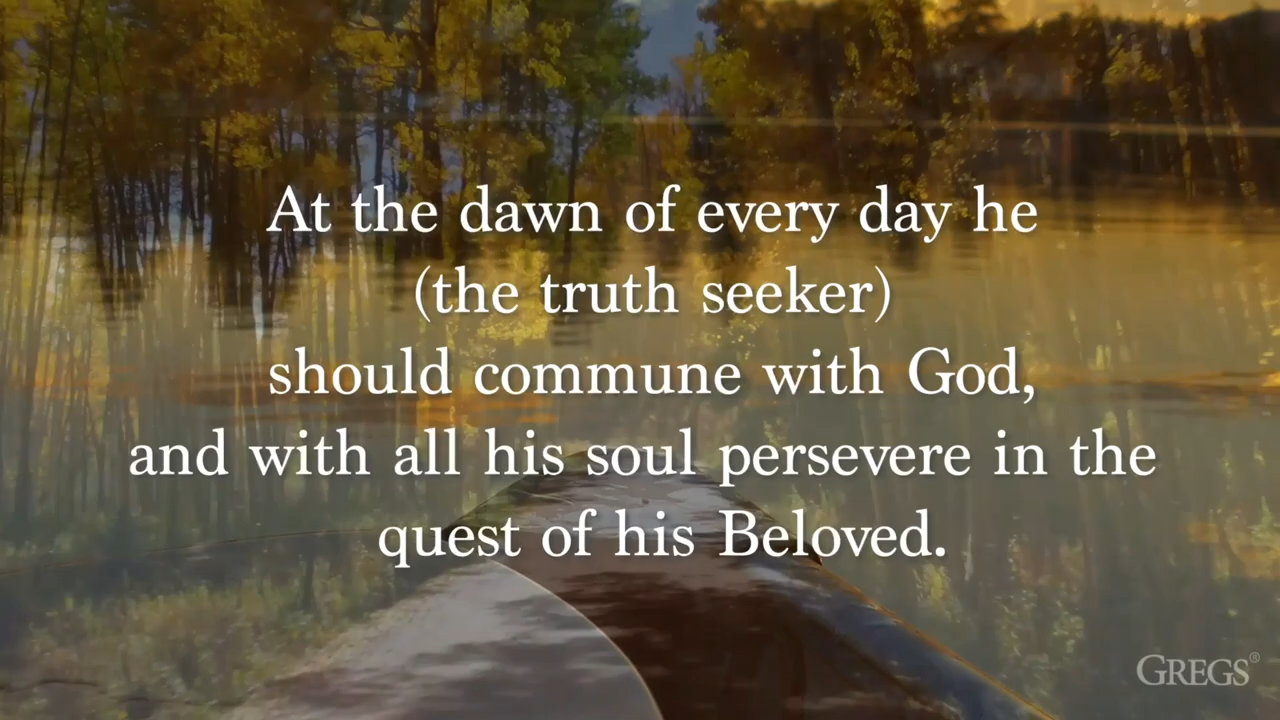 At the dawn of every day he
(the truth seeker)
should commune with God,
and with all his soul persevere in the
quest of his Beloved.
GREGS®